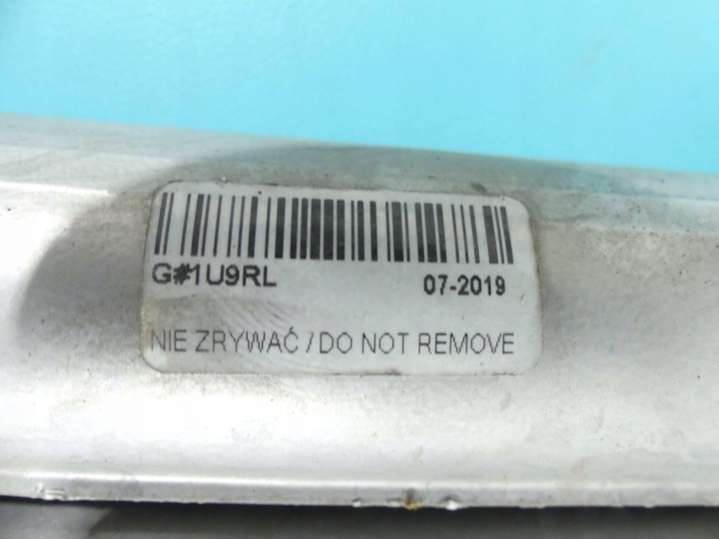 G#1U9RL 07-2019
NIE ZRYWAĆ / DO NOT REMOVE